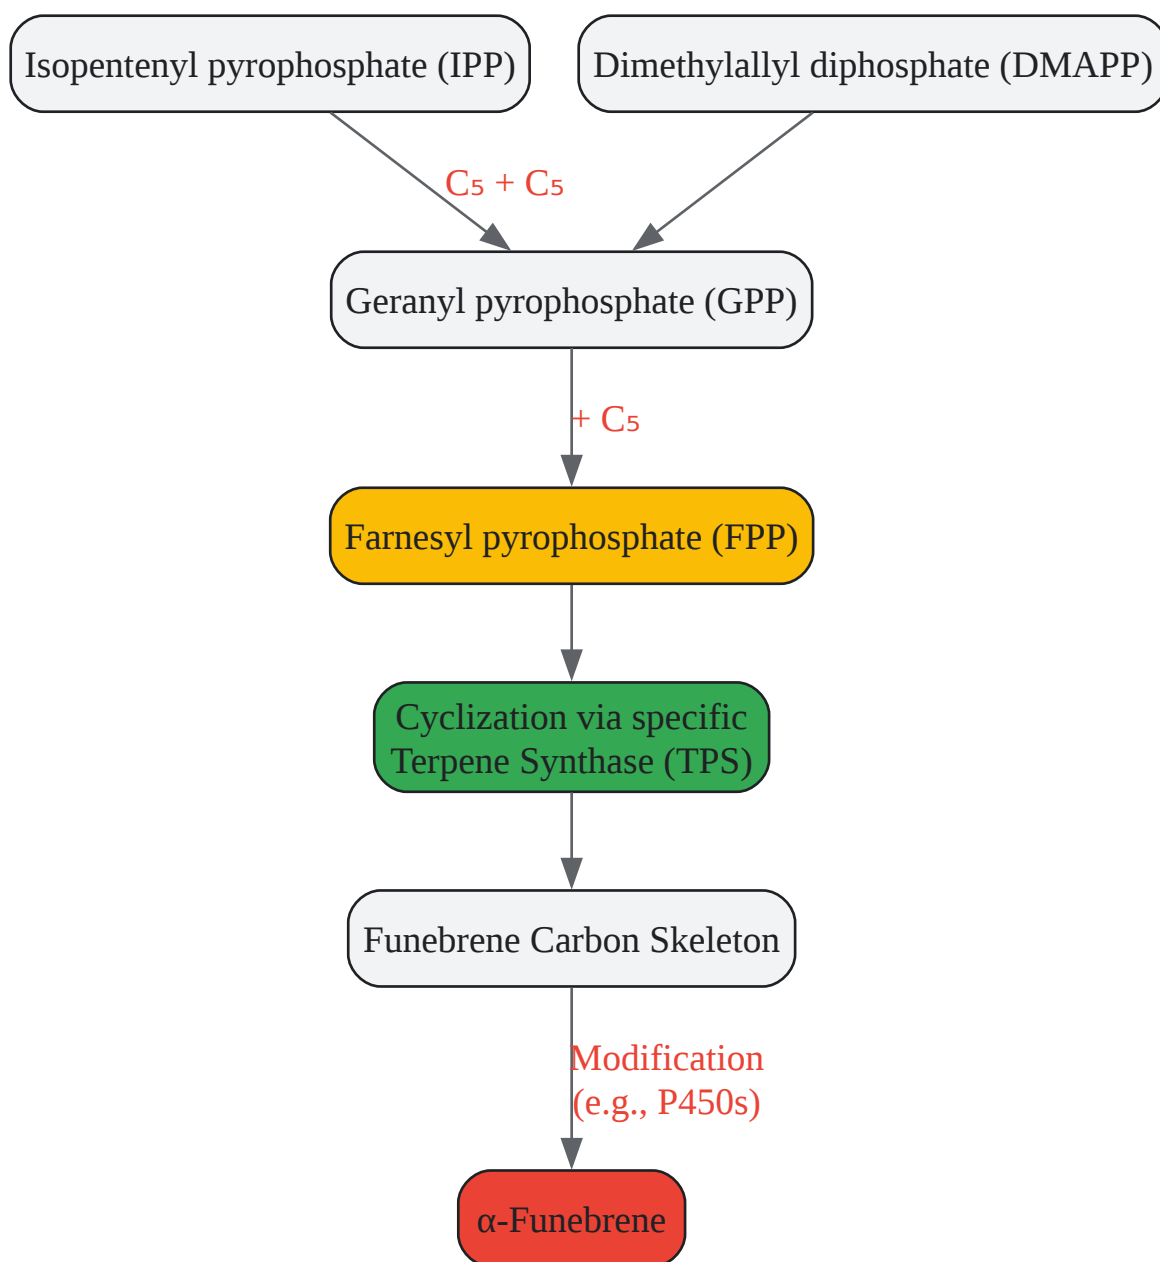 Isopentenyl pyrophosphate (IPP)
Dimethylallyl diphosphate (DMAPP)
C₅ + C₅
Geranyl pyrophosphate (GPP)
+ C₅
Farnesyl pyrophosphate (FPP)
Cyclization via specific
Terpene Synthase (TPS)
Funebrene Carbon Skeleton
Modification
(e.g., P450s)
α-Funebrene